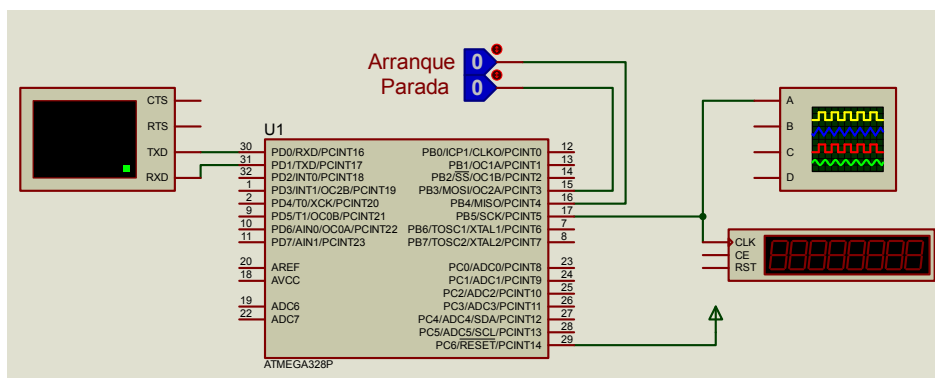 Arranque 0
Parada 0
CTS
RTS
TXD
RXD
U1
30 PD0/RXD/PCINT16
31 PD1/TXD/PCINT17
32 PD2/INT0/PCINT18
1 PD3/INT1/OC2B/PCINT19
2 PD4/T0/XCK/PCINT20
9 PD5/T1/OC0B/PCINT21
10 PD6/AIN0/OC0A/PCINT22
11 PD7/AIN1/PCINT23
20 AREF
18 AVCC
19 ADC6
22 ADC7
PB0/ICP1/CLKO/PCINT0 12
PB1/OC1A/PCINT1 13
PB2/SS/OC1B/PCINT2 14
PB3/MOSI/OC2A/PCINT3 15
PB4/MISO/PCINT4 16
PB5/SCK/PCINT5 17
PB6/TOSC1/XTAL1/PCINT6 7
PB7/TOSC2/XTAL2/PCINT7 8
PC0/ADC0/PCINT8 23
PC1/ADC1/PCINT9 24
PC2/ADC2/PCINT10 25
PC3/ADC3/PCINT11 26
PC4/ADC4/SDA/PCINT12 27
PC5/ADC5/SCL/PCINT13 28
PC6/RESET/PCINT14 29
ATMEGA328P
A
B
C
D
CLK
CE
RST